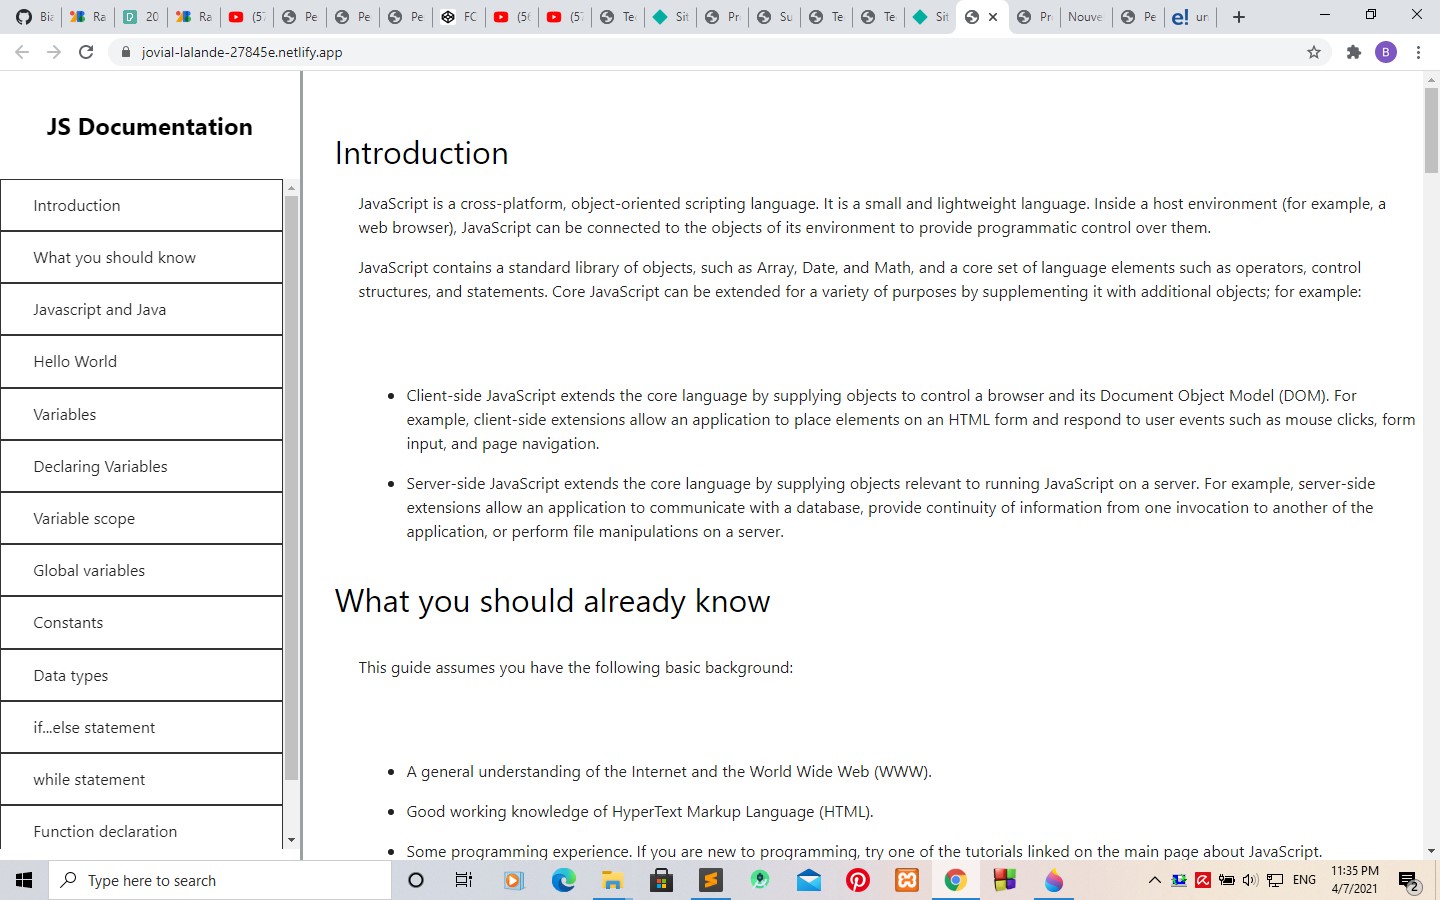 Bia
Ra
20
Ra
(57
Pe
Pe
Pe
FC
(56
(57
Te
Sit
Pr
Su
Te
Te
Sit
Pr
Nouve
Pe
un
jovial-lalande-27845e.netlify.app
B
JS Documentation
Introduction
What you should know
Javascript and Java
Hello World
Variables
Declaring Variables
Variable scope
Global variables
Constants
Data types
if...else statement
while statement
Function declaration
Introduction
JavaScript is a cross-platform, object-oriented scripting language. It is a small and lightweight language. Inside a host environment (for example, a
web browser), JavaScript can be connected to the objects of its environment to provide programmatic control over them.
JavaScript contains a standard library of objects, such as Array, Date, and Math, and a core set of language elements such as operators, control
structures, and statements. Core JavaScript can be extended for a variety of purposes by supplementing it with additional objects; for example:
• Client-side JavaScript extends the core language by supplying objects to control a browser and its Document Object Model (DOM). For
example, client-side extensions allow an application to place elements on an HTML form and respond to user events such as mouse clicks, form
input, and page navigation.
• Server-side JavaScript extends the core language by supplying objects relevant to running JavaScript on a server. For example, server-side
extensions allow an application to communicate with a database, provide continuity of information from one invocation to another of the
application, or perform file manipulations on a server.
What you should already know
This guide assumes you have the following basic background:
• A general understanding of the Internet and the World Wide Web (WWW).
• Good working knowledge of HyperText Markup Language (HTML).
• Some programming experience. If you are new to programming, try one of the tutorials linked on the main page about JavaScript.
Type here to search
ENG
11:35 PM
4/7/2021
2